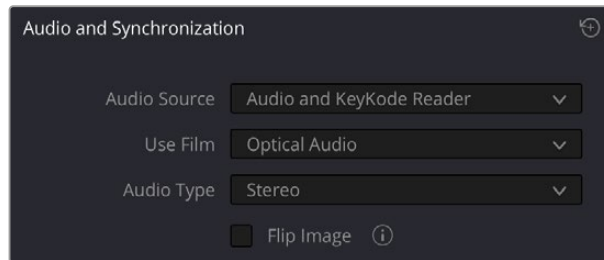 Audio and Synchronization
Audio Source Audio and KeyKode Reader
Use Film Optical Audio
Audio Type Stereo
Flip Image